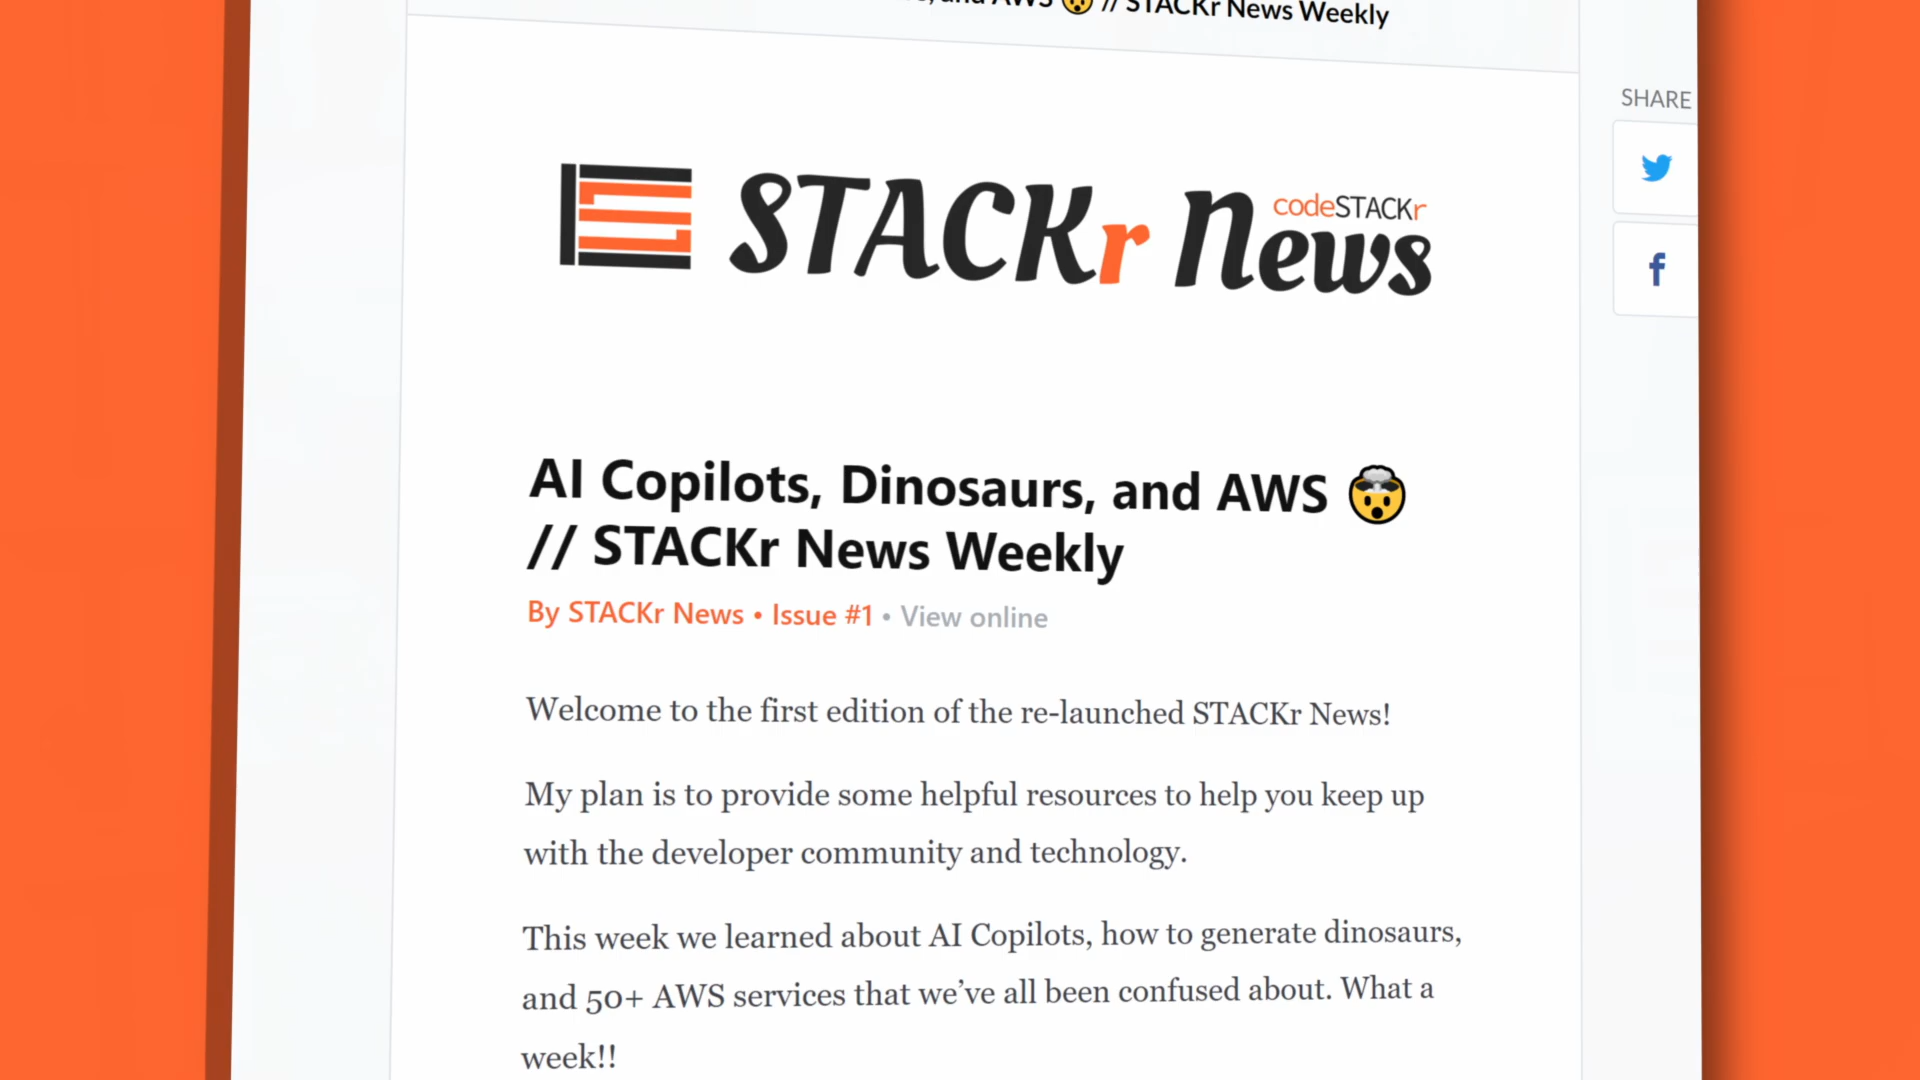 and AWS 🤯 // STACKr News Weekly
SHARE
codeSTACKr
STACKr News
AI Copilots, Dinosaurs, and AWS 🤯
// STACKr News Weekly
By STACKr News • Issue #1 • View online
Welcome to the first edition of the re-launched STACKr News!
My plan is to provide some helpful resources to help you keep up
with the developer community and technology.
This week we learned about AI Copilots, how to generate dinosaurs,
and 50+ AWS services that we’ve all been confused about. What a
week!!